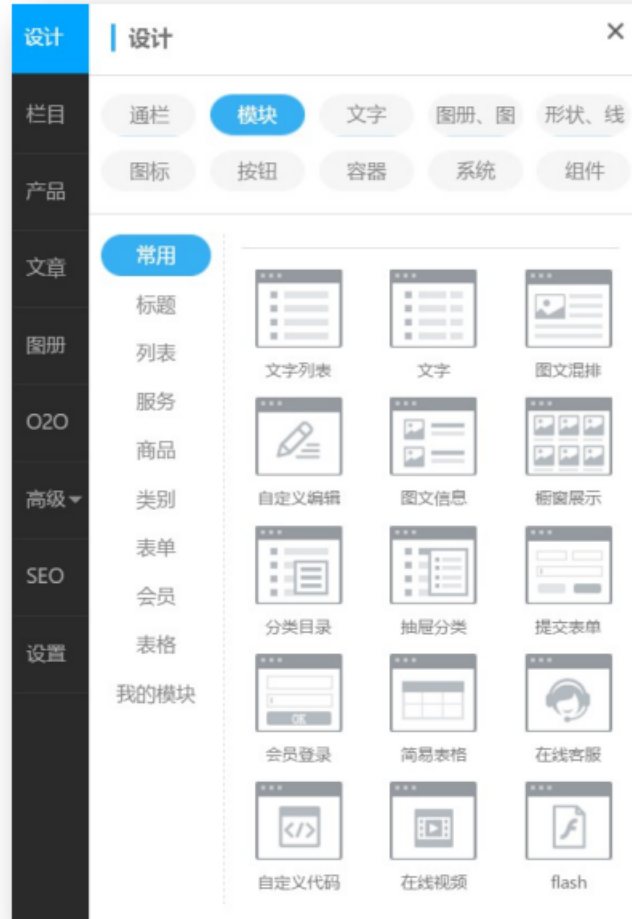 设计
栏目
产品
文章
图册
O2O
高级
SEO
设置
设计
通栏 模块 文字 图册、图 形状、线
图标 按钮 容器 系统 组件
常用
标题
列表
服务
商品
类别
表单
会员
表格
我的模块
文字列表 文字 图文混排
自定义编辑 图文信息 橱窗展示
分类目录 抽屉分类 提交表单
OK
会员登录 简易表格 在线客服
自定义代码 在线视频 flash